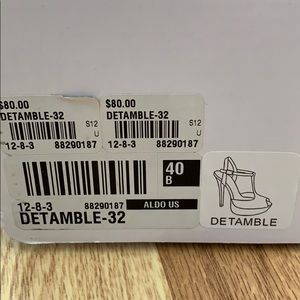 $80.00
DETAMBLE-32
S12
U
12-8-3 88290187
$80.00
DETAMBLE-32
S12
U
12-8-3 88290187
40
B
12-8-3 88290187 ALDO US
DETAMBLE-32
DETAMBLE